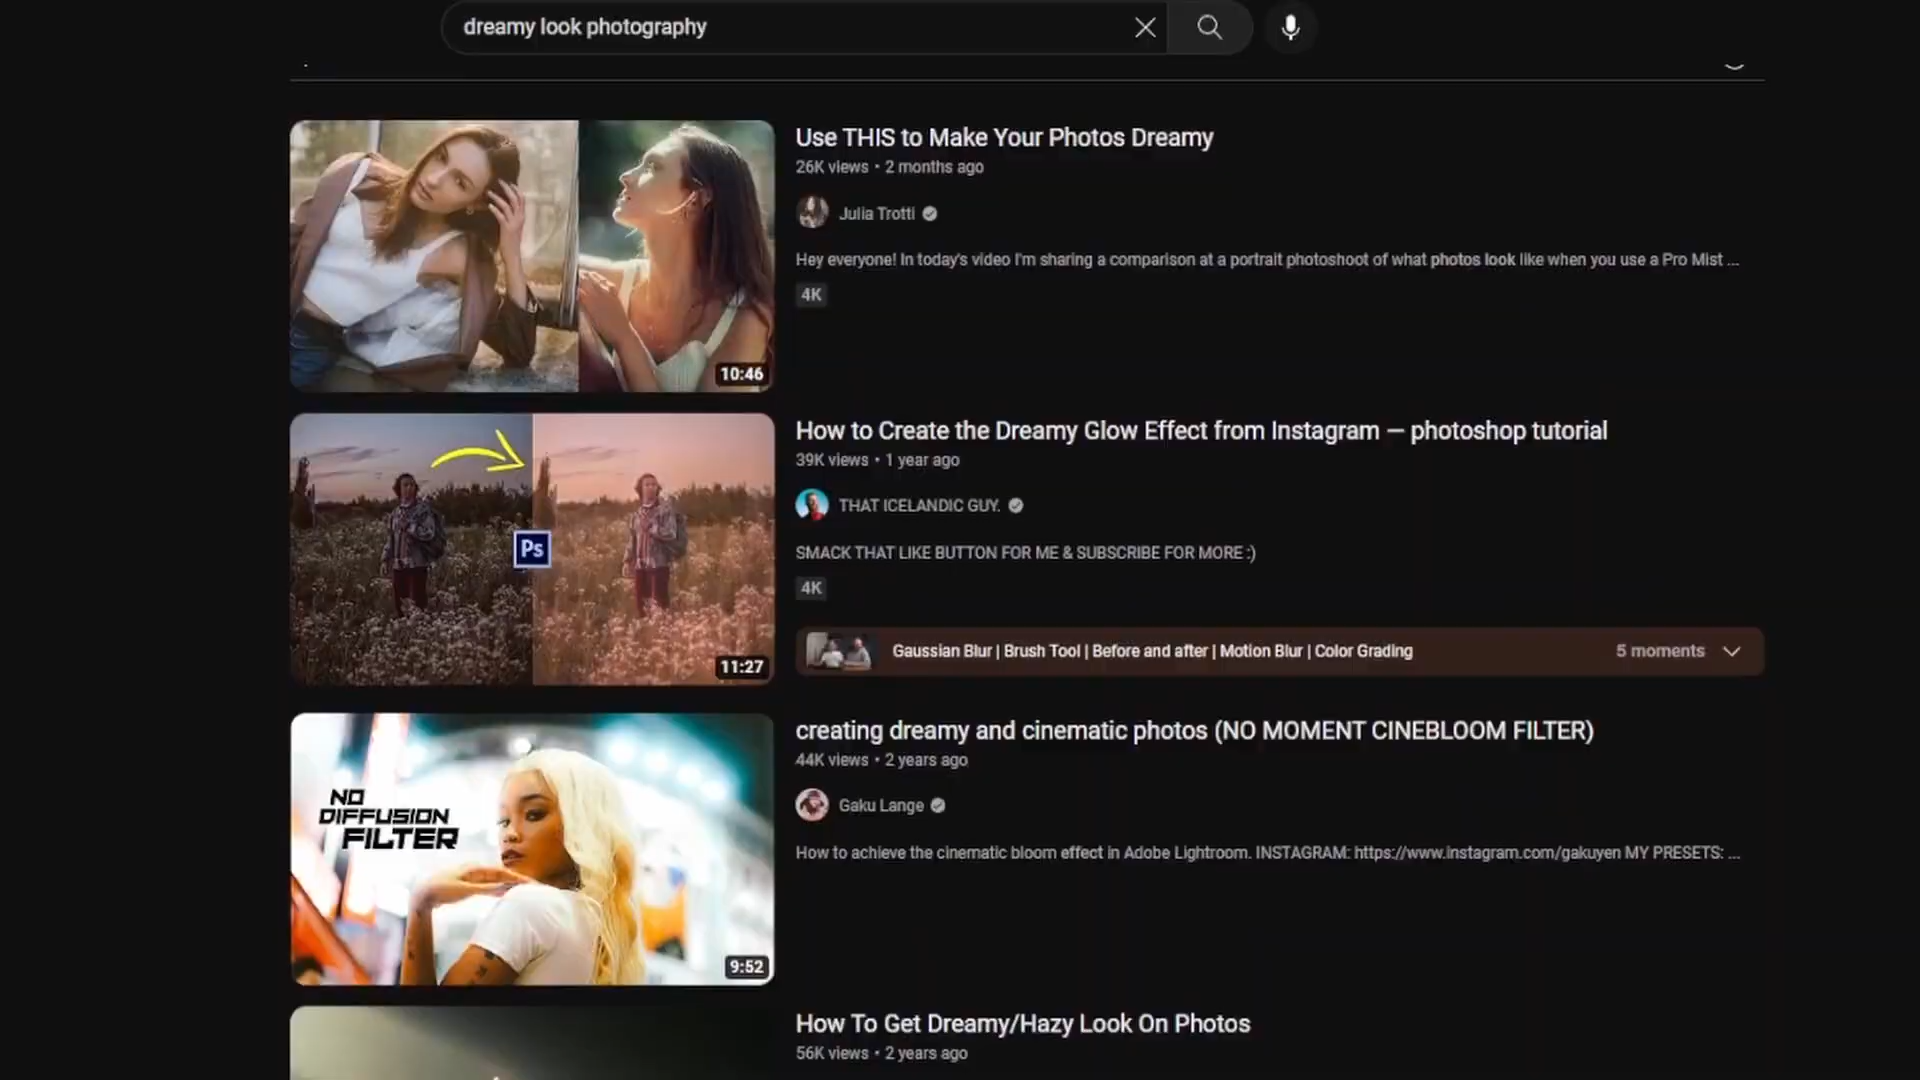 dreamy look photography
Use THIS to Make Your Photos Dreamy
26K views • 2 months ago
Julia Trotti
Hey everyone! In today's video I'm sharing a comparison at a portrait photoshoot of what photos look like when you use a Pro Mist ...
4K
10:46
How to Create the Dreamy Glow Effect from Instagram — photoshop tutorial
39K views • 1 year ago
THAT ICELANDIC GUY.
SMACK THAT LIKE BUTTON FOR ME & SUBSCRIBE FOR MORE :)
4K
Ps
11:27
Gaussian Blur | Brush Tool | Before and after | Motion Blur | Color Grading
5 moments
creating dreamy and cinematic photos (NO MOMENT CINEBLOOM FILTER)
44K views • 2 years ago
Gaku Lange
How to achieve the cinematic bloom effect in Adobe Lightroom. INSTAGRAM: https://www.instagram.com/gakuyen MY PRESETS: ...
NO
DIFFUSION
FILTER
9:52
How To Get Dreamy/Hazy Look On Photos
56K views • 2 years ago